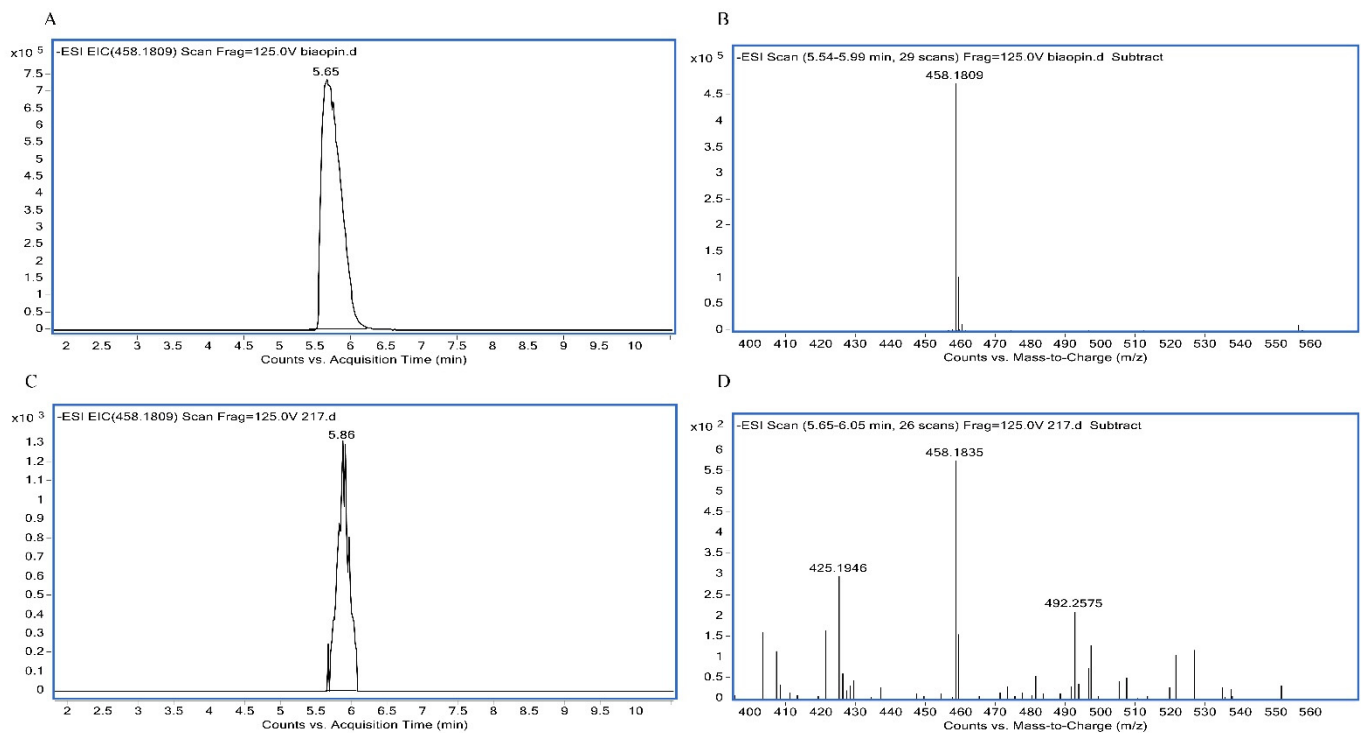 A
-ESI EIC(458.1809) Scan Frag=125.0V biaopin.d
x10 5
5.65
7.5
7
6.5
6
5.5
5
4.5
4
3.5
3
2.5
2
1.5
1
0.5
0
2 2.5 3 3.5 4 4.5 5 5.5 6 6.5 7 7.5 8 8.5 9 9.5 10
Counts vs. Acquisition Time (min)
B
-ESI Scan (5.54-5.99 min, 29 scans) Frag=125.0V biaopin.d Subtract
x10 5
458.1809
4.5
4
3.5
3
2.5
2
1.5
1
0.5
0
400 410 420 430 440 450 460 470 480 490 500 510 520 530 540 550 560
Counts vs. Mass-to-Charge (m/z)
C
-ESI EIC(458.1809) Scan Frag=125.0V 217.d
x10 3
5.86
1.3
1.2
1.1
1
0.9
0.8
0.7
0.6
0.5
0.4
0.3
0.2
0.1
0
2 2.5 3 3.5 4 4.5 5 5.5 6 6.5 7 7.5 8 8.5 9 9.5 10
Counts vs. Acquisition Time (min)
D
-ESI Scan (5.65-6.05 min, 26 scans) Frag=125.0V 217.d Subtract
x10 2
458.1835
425.1946
492.2575
6
5.5
5
4.5
4
3.5
3
2.5
2
1.5
1
0.5
0
400 410 420 430 440 450 460 470 480 490 500 510 520 530 540 550 560
Counts vs. Mass-to-Charge (m/z)